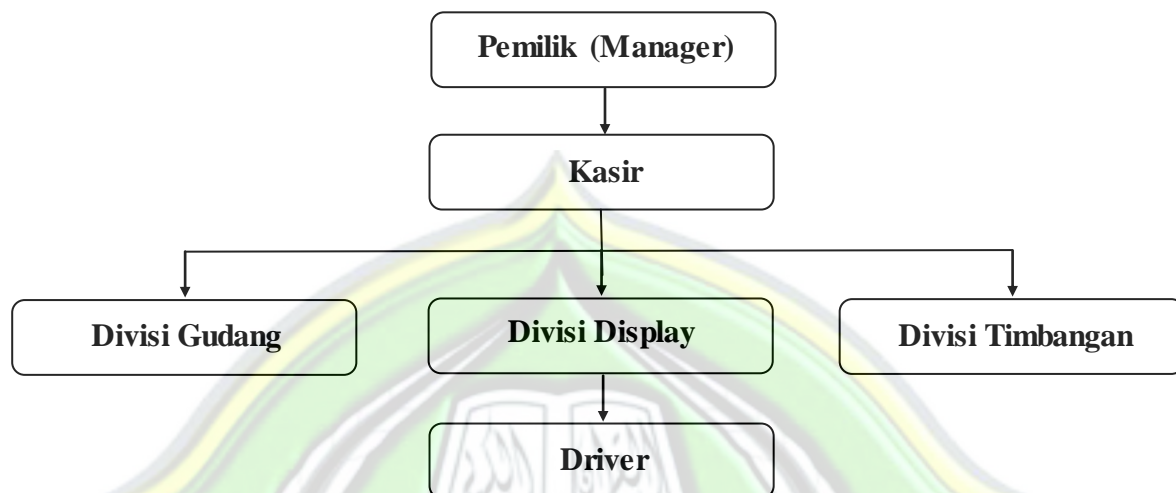 Pemilik (Manager)
Kasir
Divisi Gudang
Divisi Display
Divisi Timbangan
Driver